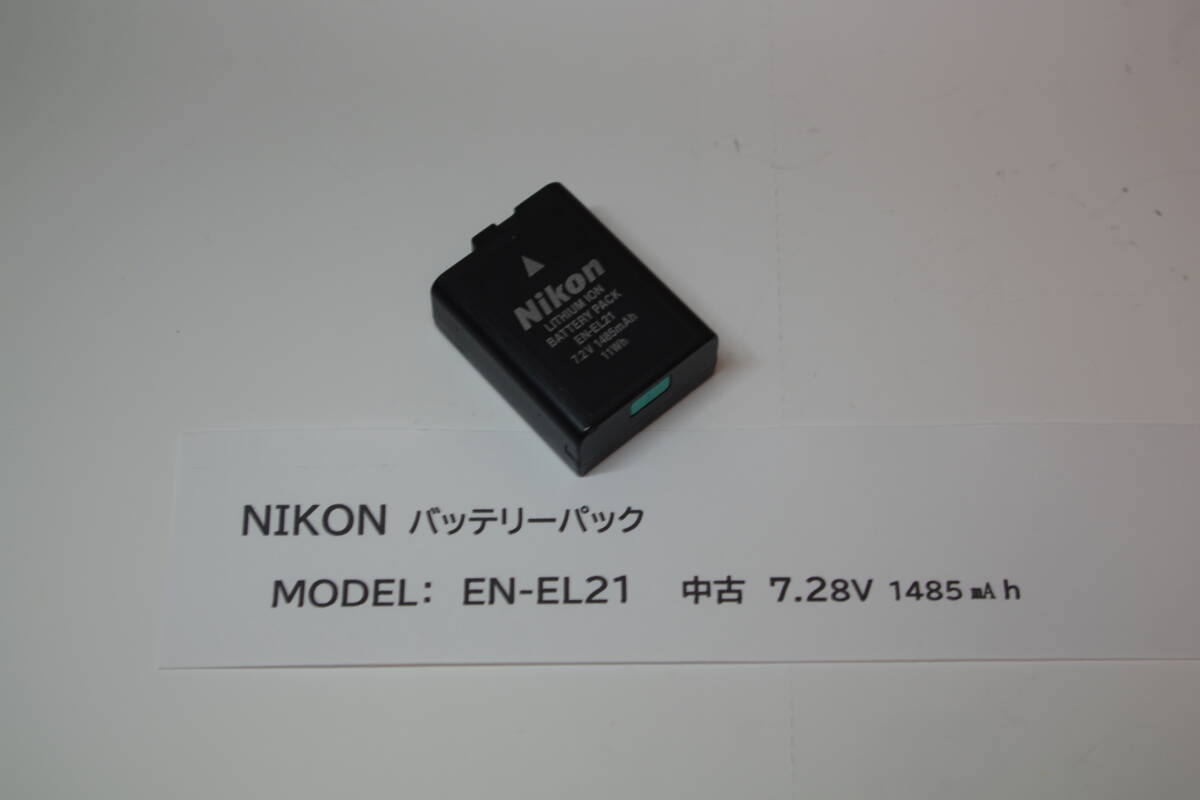 Nikon
LITHIUM ION
BATTERY PACK
EN-EL21
7.2V 1485mAh
11Wh
NIKON バッテリーパック
MODEL: EN-EL21 中古 7.28V 1485㎃h